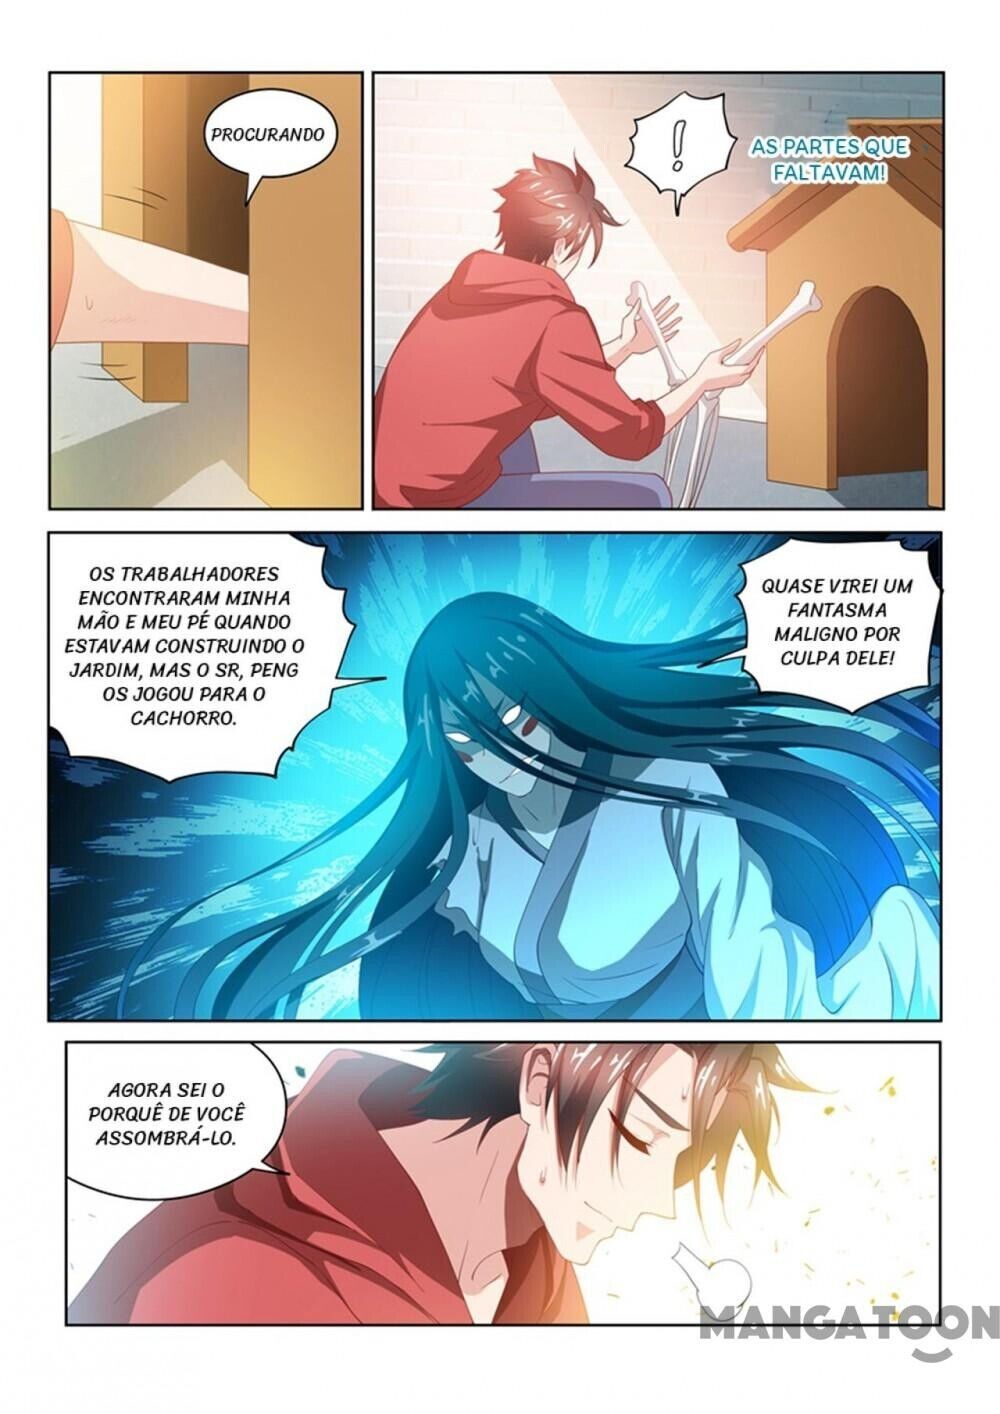 PROCURANDO
!
AS PARTES QUE
FALTAVAM!
OS TRABALHADORES
ENCONTRARAM MINHA
MÃO E MEU PÉ QUANDO
ESTAVAM CONSTRUINDO O
JARDIM, MAS O SR, PENG
OS JOGOU PARA O
CACHORRO.
QUASE VIREI UM
FANTASMA
MALIGNO POR
CULPA DELE!
AGORA SEI O
PORQUÊ DE VOCÊ
ASSOMBRÁ-LO.
MANGATOON